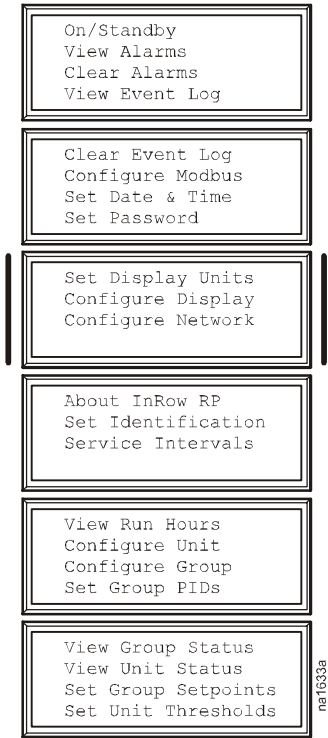 On/Standby
View Alarms
Clear Alarms
View Event Log
Clear Event Log
Configure Modbus
Set Date & Time
Set Password
Set Display Units
Configure Display
Configure Network
About InRow RP
Set Identification
Service Intervals
View Run Hours
Configure Unit
Configure Group
Set Group PIDs
View Group Status
View Unit Status
Set Group Setpoints
Set Unit Thresholds
na1633a